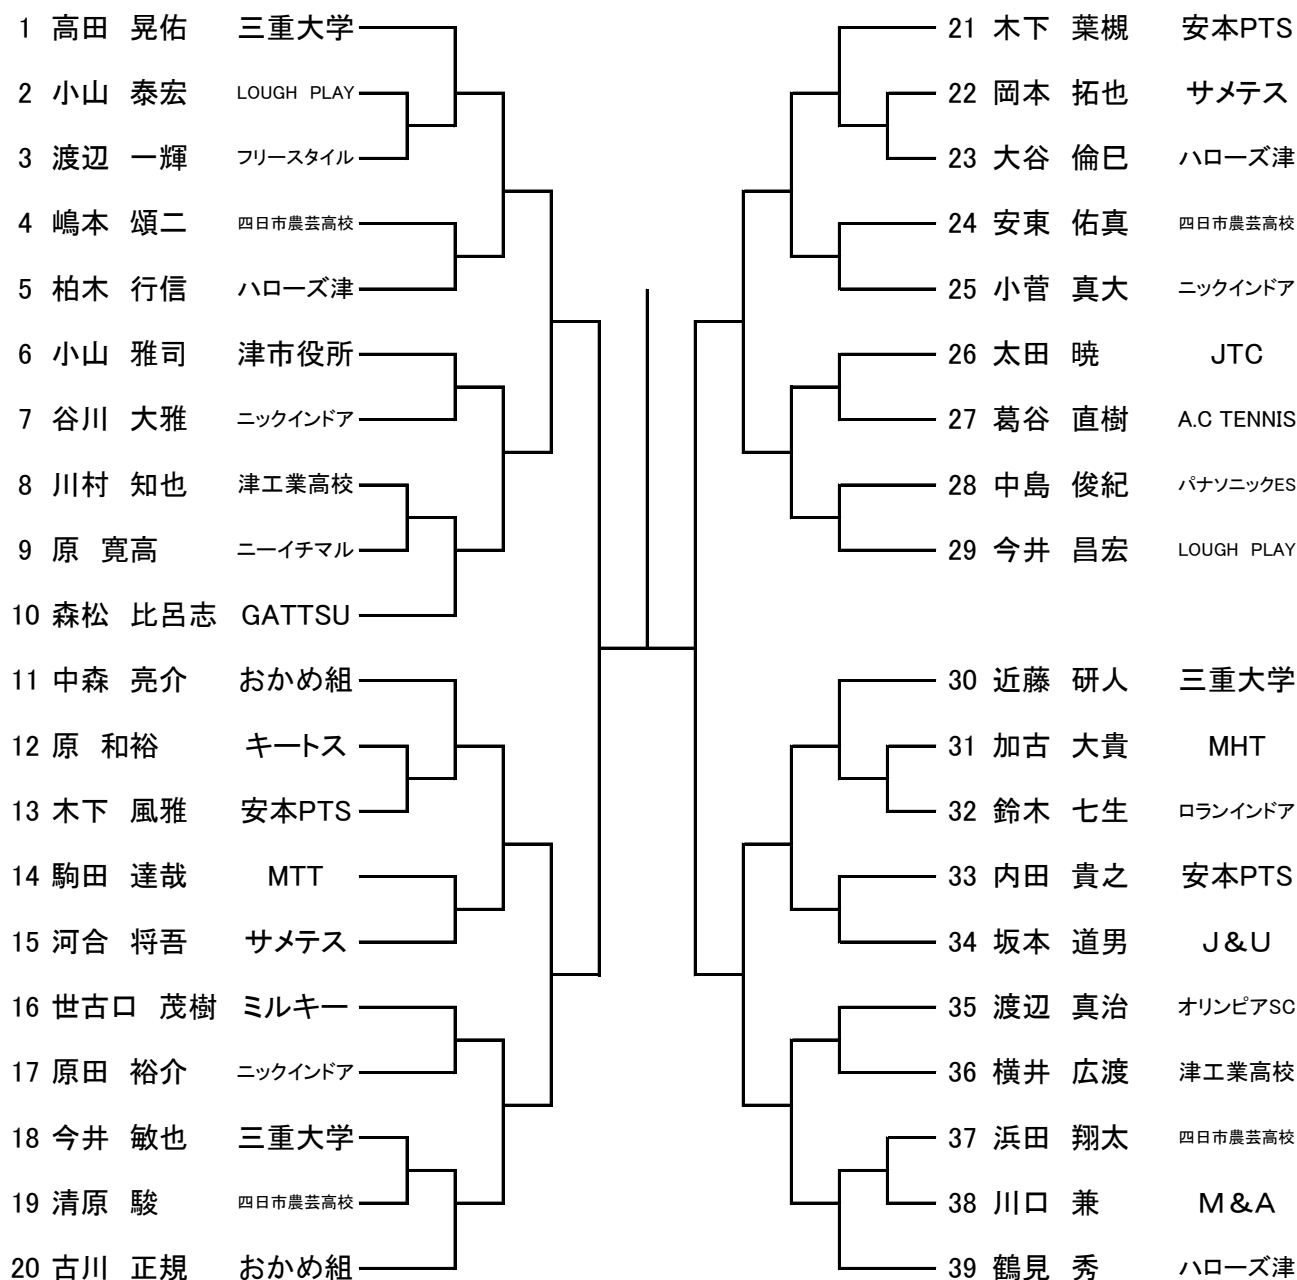 1 高田 晃佑 三重大学
2 小山 泰宏 LOUGH PLAY
3 渡辺 一輝 フリースタイル
4 嶋本 頌二 四日市農芸高校
5 柏木 行信 ハローズ津
6 小山 雅司 津市役所
7 谷川 大雅 ニックインドア
8 川村 知也 津工業高校
9 原 寛高 ニーイチマル
10 森松 比呂志 GATTSU
11 中森 亮介 おかめ組
12 原 和裕 キートス
13 木下 風雅 安本PTS
14 駒田 達哉 MTT
15 河合 将吾 サメテス
16 世古口 茂樹 ミルキー
17 原田 裕介 ニックインドア
18 今井 敏也 三重大学
19 清原 駿 四日市農芸高校
20 古川 正規 おかめ組
21 木下 葉槻 安本PTS
22 岡本 拓也 サメテス
23 大谷 倫巳 ハローズ津
24 安東 佑真 四日市農芸高校
25 小菅 真大 ニックインドア
26 太田 暁 JTC
27 葛谷 直樹 A.C TENNIS
28 中島 俊紀 パナソニックES
29 今井 昌宏 LOUGH PLAY
30 近藤 研人 三重大学
31 加古 大貴 MHT
32 鈴木 七生 ロランインドア
33 内田 貴之 安本PTS
34 坂本 道男 J&U
35 渡辺 真治 オリンピアSC
36 横井 広渡 津工業高校
37 浜田 翔太 四日市農芸高校
38 川口 兼 M&A
39 鶴見 秀 ハローズ津